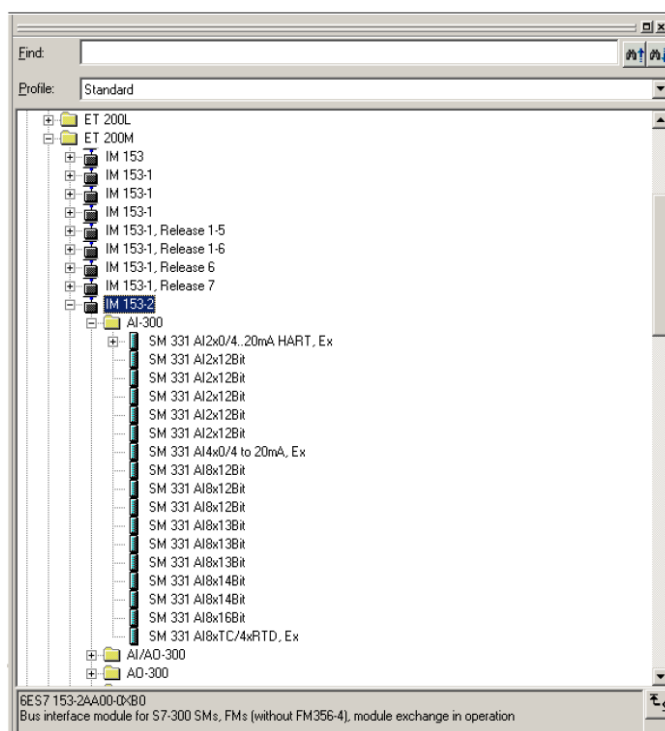 Find:
Profile: Standard
ET 200L
ET 200M
IM 153
IM 153-1
IM 153-1
IM 153-1
IM 153-1, Release 1-5
IM 153-1, Release 1-6
IM 153-1, Release 6
IM 153-1, Release 7
IM 153-2
AI-300
SM 331 AI2x0/4..20mA HART, Ex
SM 331 AI2x12Bit
SM 331 AI2x12Bit
SM 331 AI2x12Bit
SM 331 AI2x12Bit
SM 331 AI2x12Bit
SM 331 AI4x0/4 to 20mA, Ex
SM 331 AI8x12Bit
SM 331 AI8x12Bit
SM 331 AI8x12Bit
SM 331 AI8x13Bit
SM 331 AI8x13Bit
SM 331 AI8x13Bit
SM 331 AI8x14Bit
SM 331 AI8x14Bit
SM 331 AI8x16Bit
SM 331 AI8xTC/4xRTD, Ex
AI/AO-300
AO-300
6ES7 153-2AA00-0XB0
Bus interface module for S7-300 SMs, FMs (without FM356-4), module exchange in operation